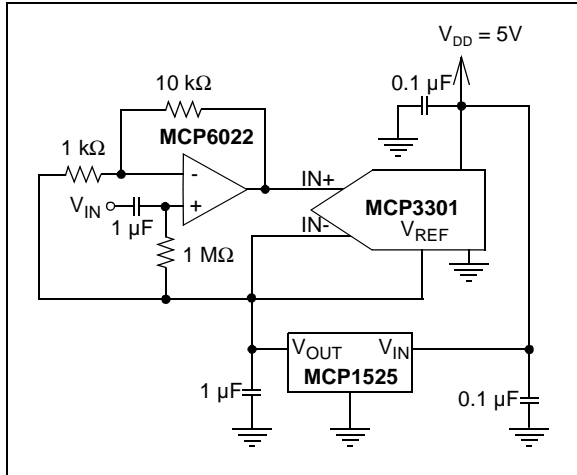 V_DD = 5V
0.1 µF
10 kΩ
MCP6022
1 kΩ
-
+
V_IN
1 µF
1 MΩ
IN+
IN-
MCP3301
V_REF
V_OUT V_IN
MCP1525
1 µF
0.1 µF